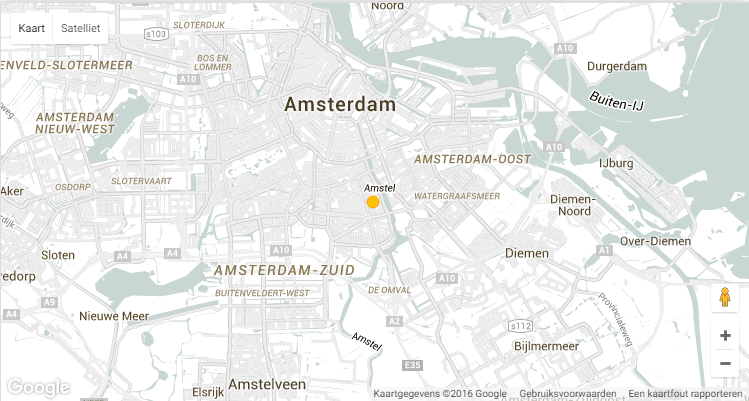 Noord
SLOTERDIJK
Kaart
Satelliet
s103
A10
BOS EN
LOMMER
ENVELD-SLOTERMEER
A10
Durgerdam
Buiten-IJ
Amsterdam
AMSTERDAM
NIEUW-WEST
A10
AMSTERDAM-OOST
IJburg
OSDORP
SLOTERVAART
Aker
Amstel
WATERGRAAFSMEER
Diemen-
Noord
Sloten
A4
A4
A10
Diemen
A1
Over-Diemen
vedorp
AMSTERDAM-ZUID
A10
BUITENVELDERT-WEST
DE OMVAL
A9
A4
Nieuwe Meer
A2
s112
Provincialeweg
Amstel
Bijlmermeer
E35
Google
Elsrijk
Amstelveen
Kaartgegevens ©2016 Google
Gebruiksvoorwaarden
Een kaartfout rapporteren